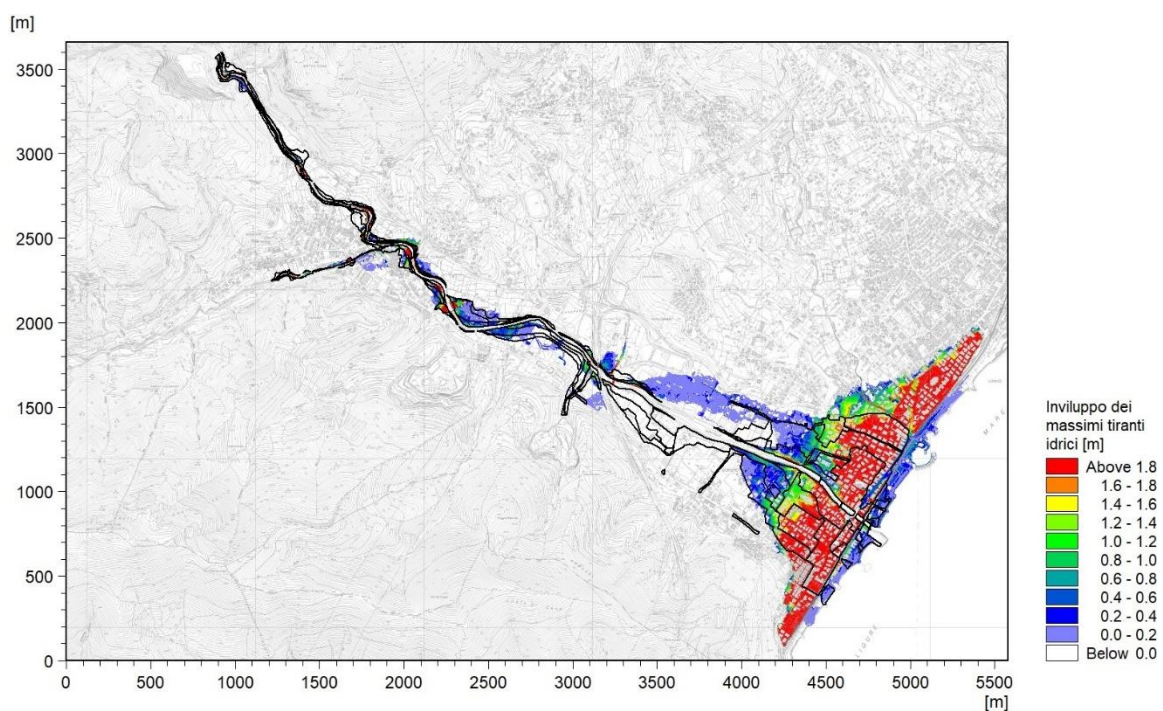 [m]
3500
3000
2500
2000
1500
1000
500
0
0 500 1000 1500 2000 2500 3000 3500 4000 4500 5000 5500
[m]
MARE
LIGURE
Inviluppo dei
massimi tiranti
idrici [m]
Above 1.8
1.6 - 1.8
1.4 - 1.6
1.2 - 1.4
1.0 - 1.2
0.8 - 1.0
0.6 - 0.8
0.4 - 0.6
0.2 - 0.4
0.0 - 0.2
Below 0.0